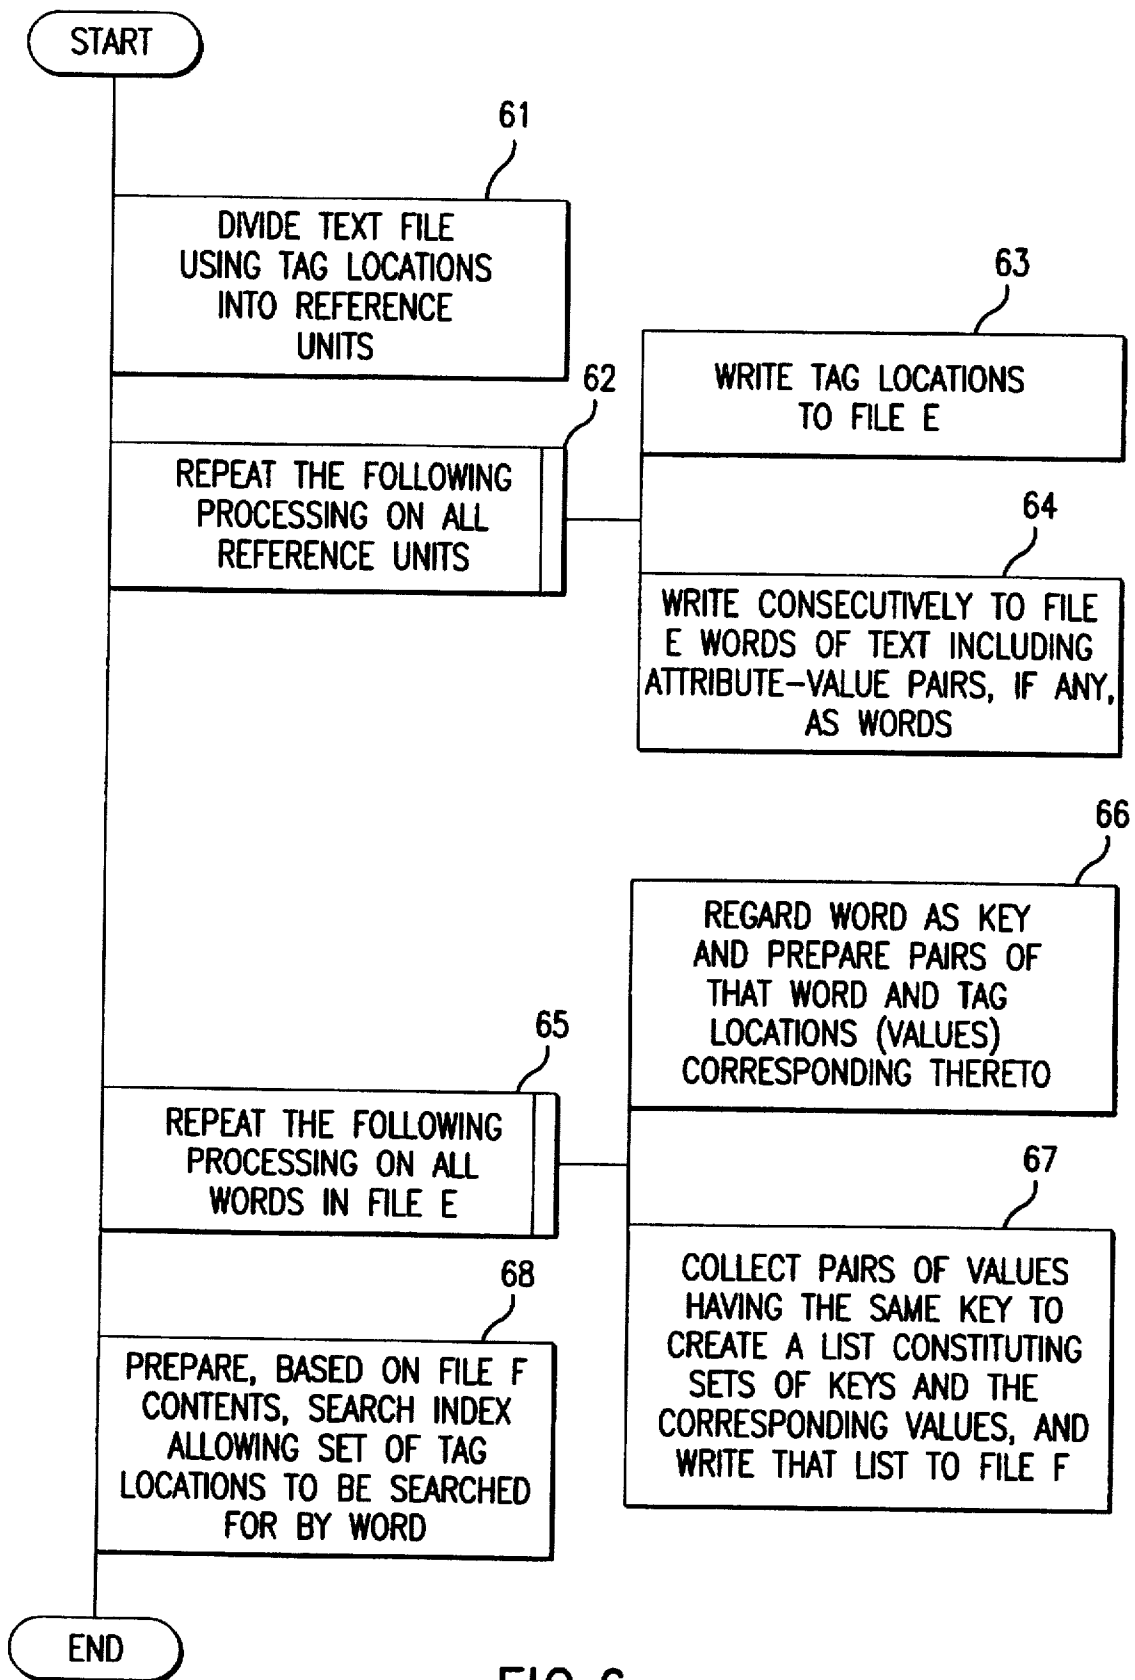 START
61
DIVIDE TEXT FILE
USING TAG LOCATIONS
INTO REFERENCE
UNITS
62
REPEAT THE FOLLOWING
PROCESSING ON ALL
REFERENCE UNITS
63
WRITE TAG LOCATIONS
TO FILE E
64
WRITE CONSECUTIVELY TO FILE
E WORDS OF TEXT INCLUDING
ATTRIBUTE-VALUE PAIRS, IF ANY,
AS WORDS
65
REPEAT THE FOLLOWING
PROCESSING ON ALL
WORDS IN FILE E
66
REGARD WORD AS KEY
AND PREPARE PAIRS OF
THAT WORD AND TAG
LOCATIONS (VALUES)
CORRESPONDING THERETO
67
COLLECT PAIRS OF VALUES
HAVING THE SAME KEY TO
CREATE A LIST CONSTITUTING
SETS OF KEYS AND THE
CORRESPONDING VALUES, AND
WRITE THAT LIST TO FILE F
68
PREPARE, BASED ON FILE F
CONTENTS, SEARCH INDEX
ALLOWING SET OF TAG
LOCATIONS TO BE SEARCHED
FOR BY WORD
END
FIG. 6